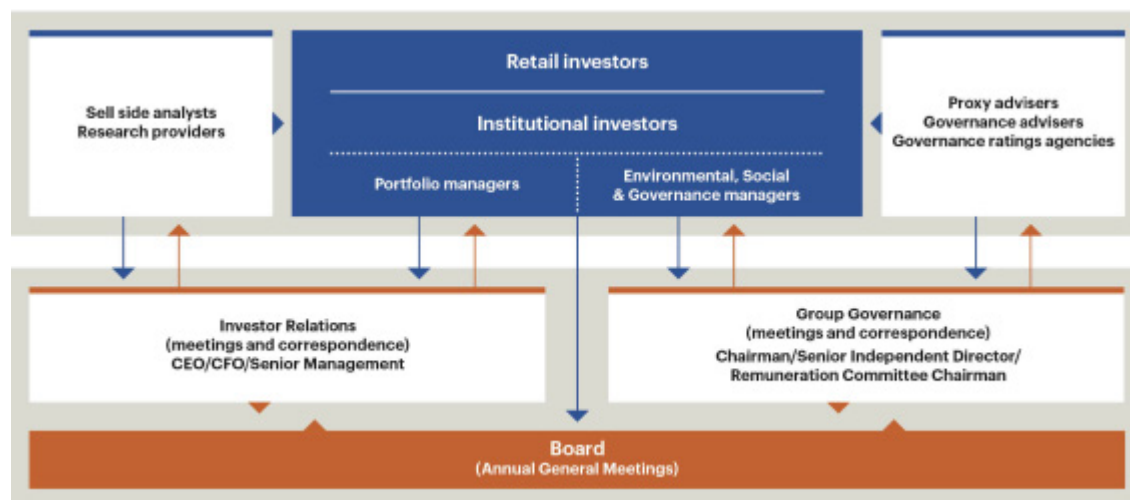 Sell side analysts
Research providers
Retail investors
Institutional investors
Portfolio managers
Environmental, Social
& Governance managers
Proxy advisers
Governance advisers
Governance ratings agencies
Investor Relations
(meetings and correspondence)
CEO/CFO/Senior Management
Group Governance
(meetings and correspondence)
Chairman/Senior Independent Director/
Remuneration Committee Chairman
Board
(Annual General Meetings)